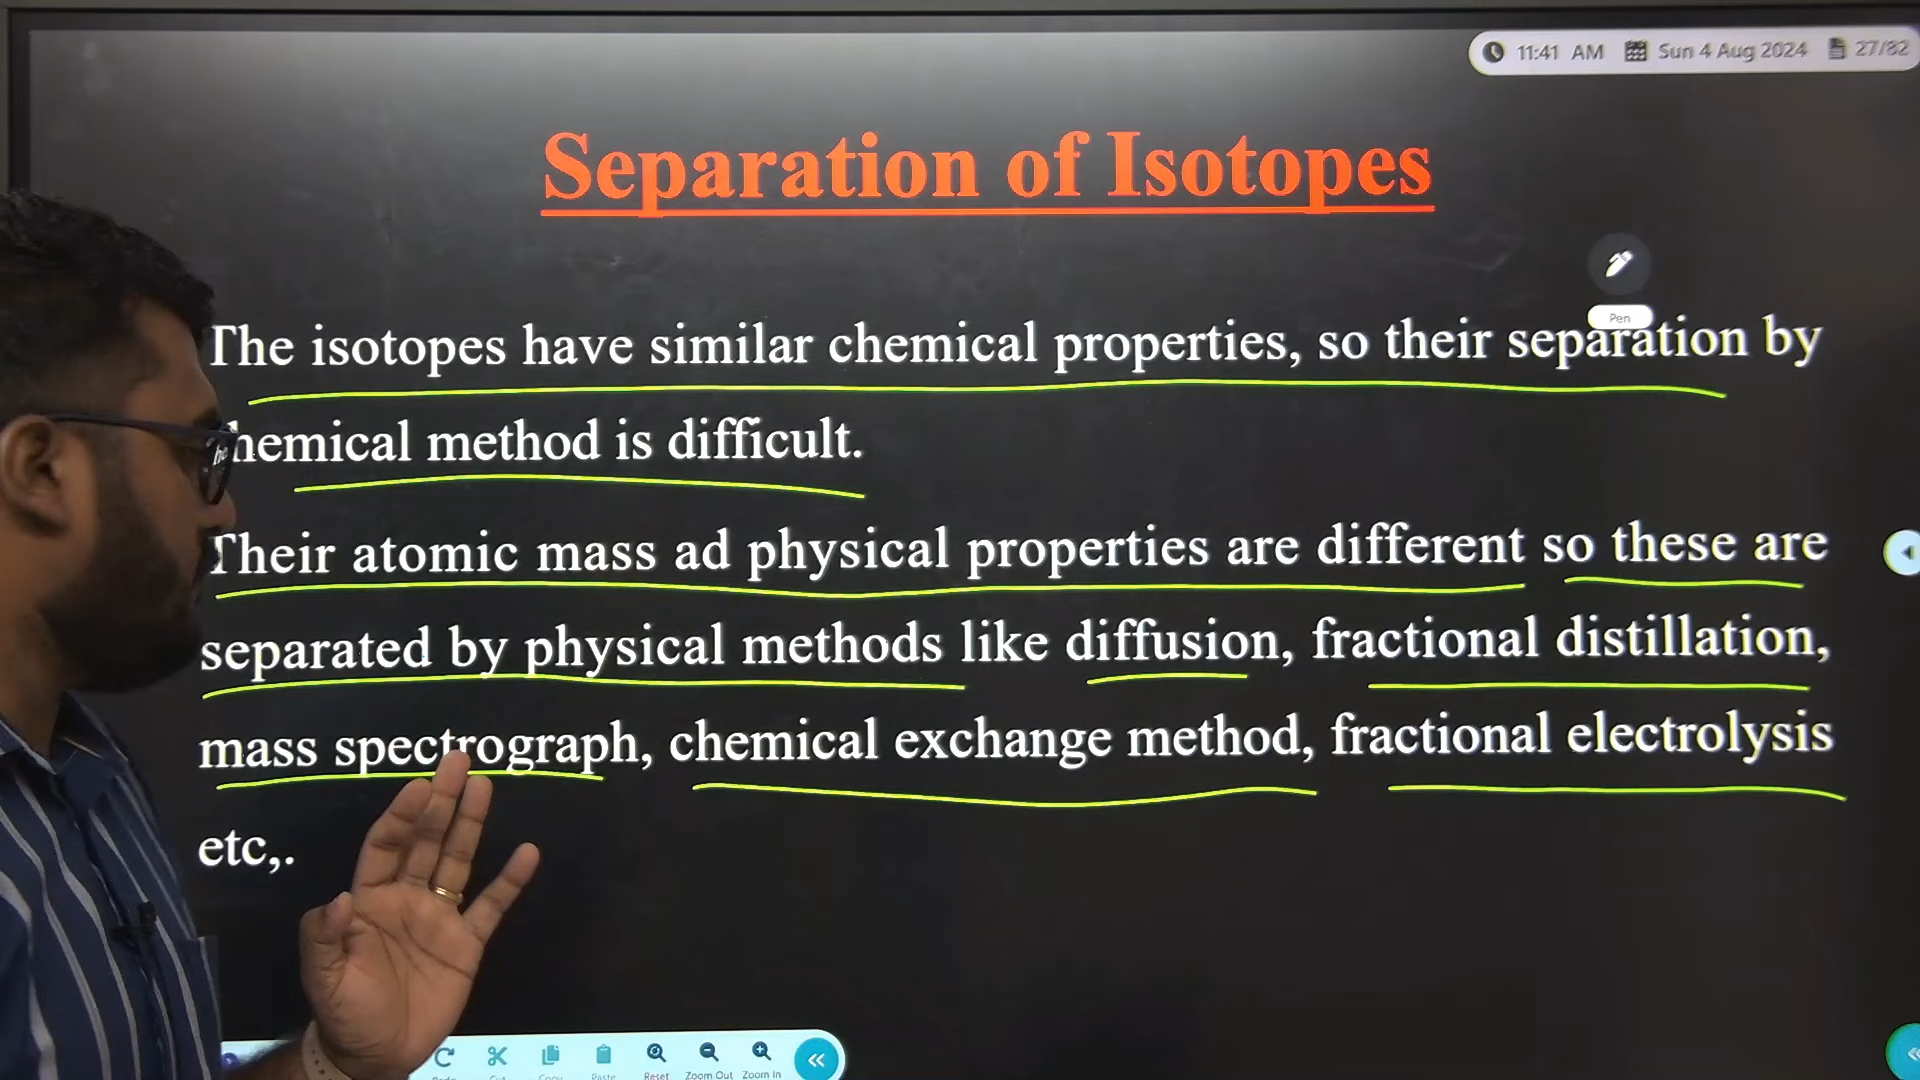 11:41 AM Sun 4 Aug 2024 27/82
Separation of Isotopes
Pen
The isotopes have similar chemical properties, so their separation by
chemical method is difficult.
Their atomic mass ad physical properties are different so these are
separated by physical methods like diffusion, fractional distillation,
mass spectrograph, chemical exchange method, fractional electrolysis
etc,.
Copy Paste Reset Zoom Out Zoom In